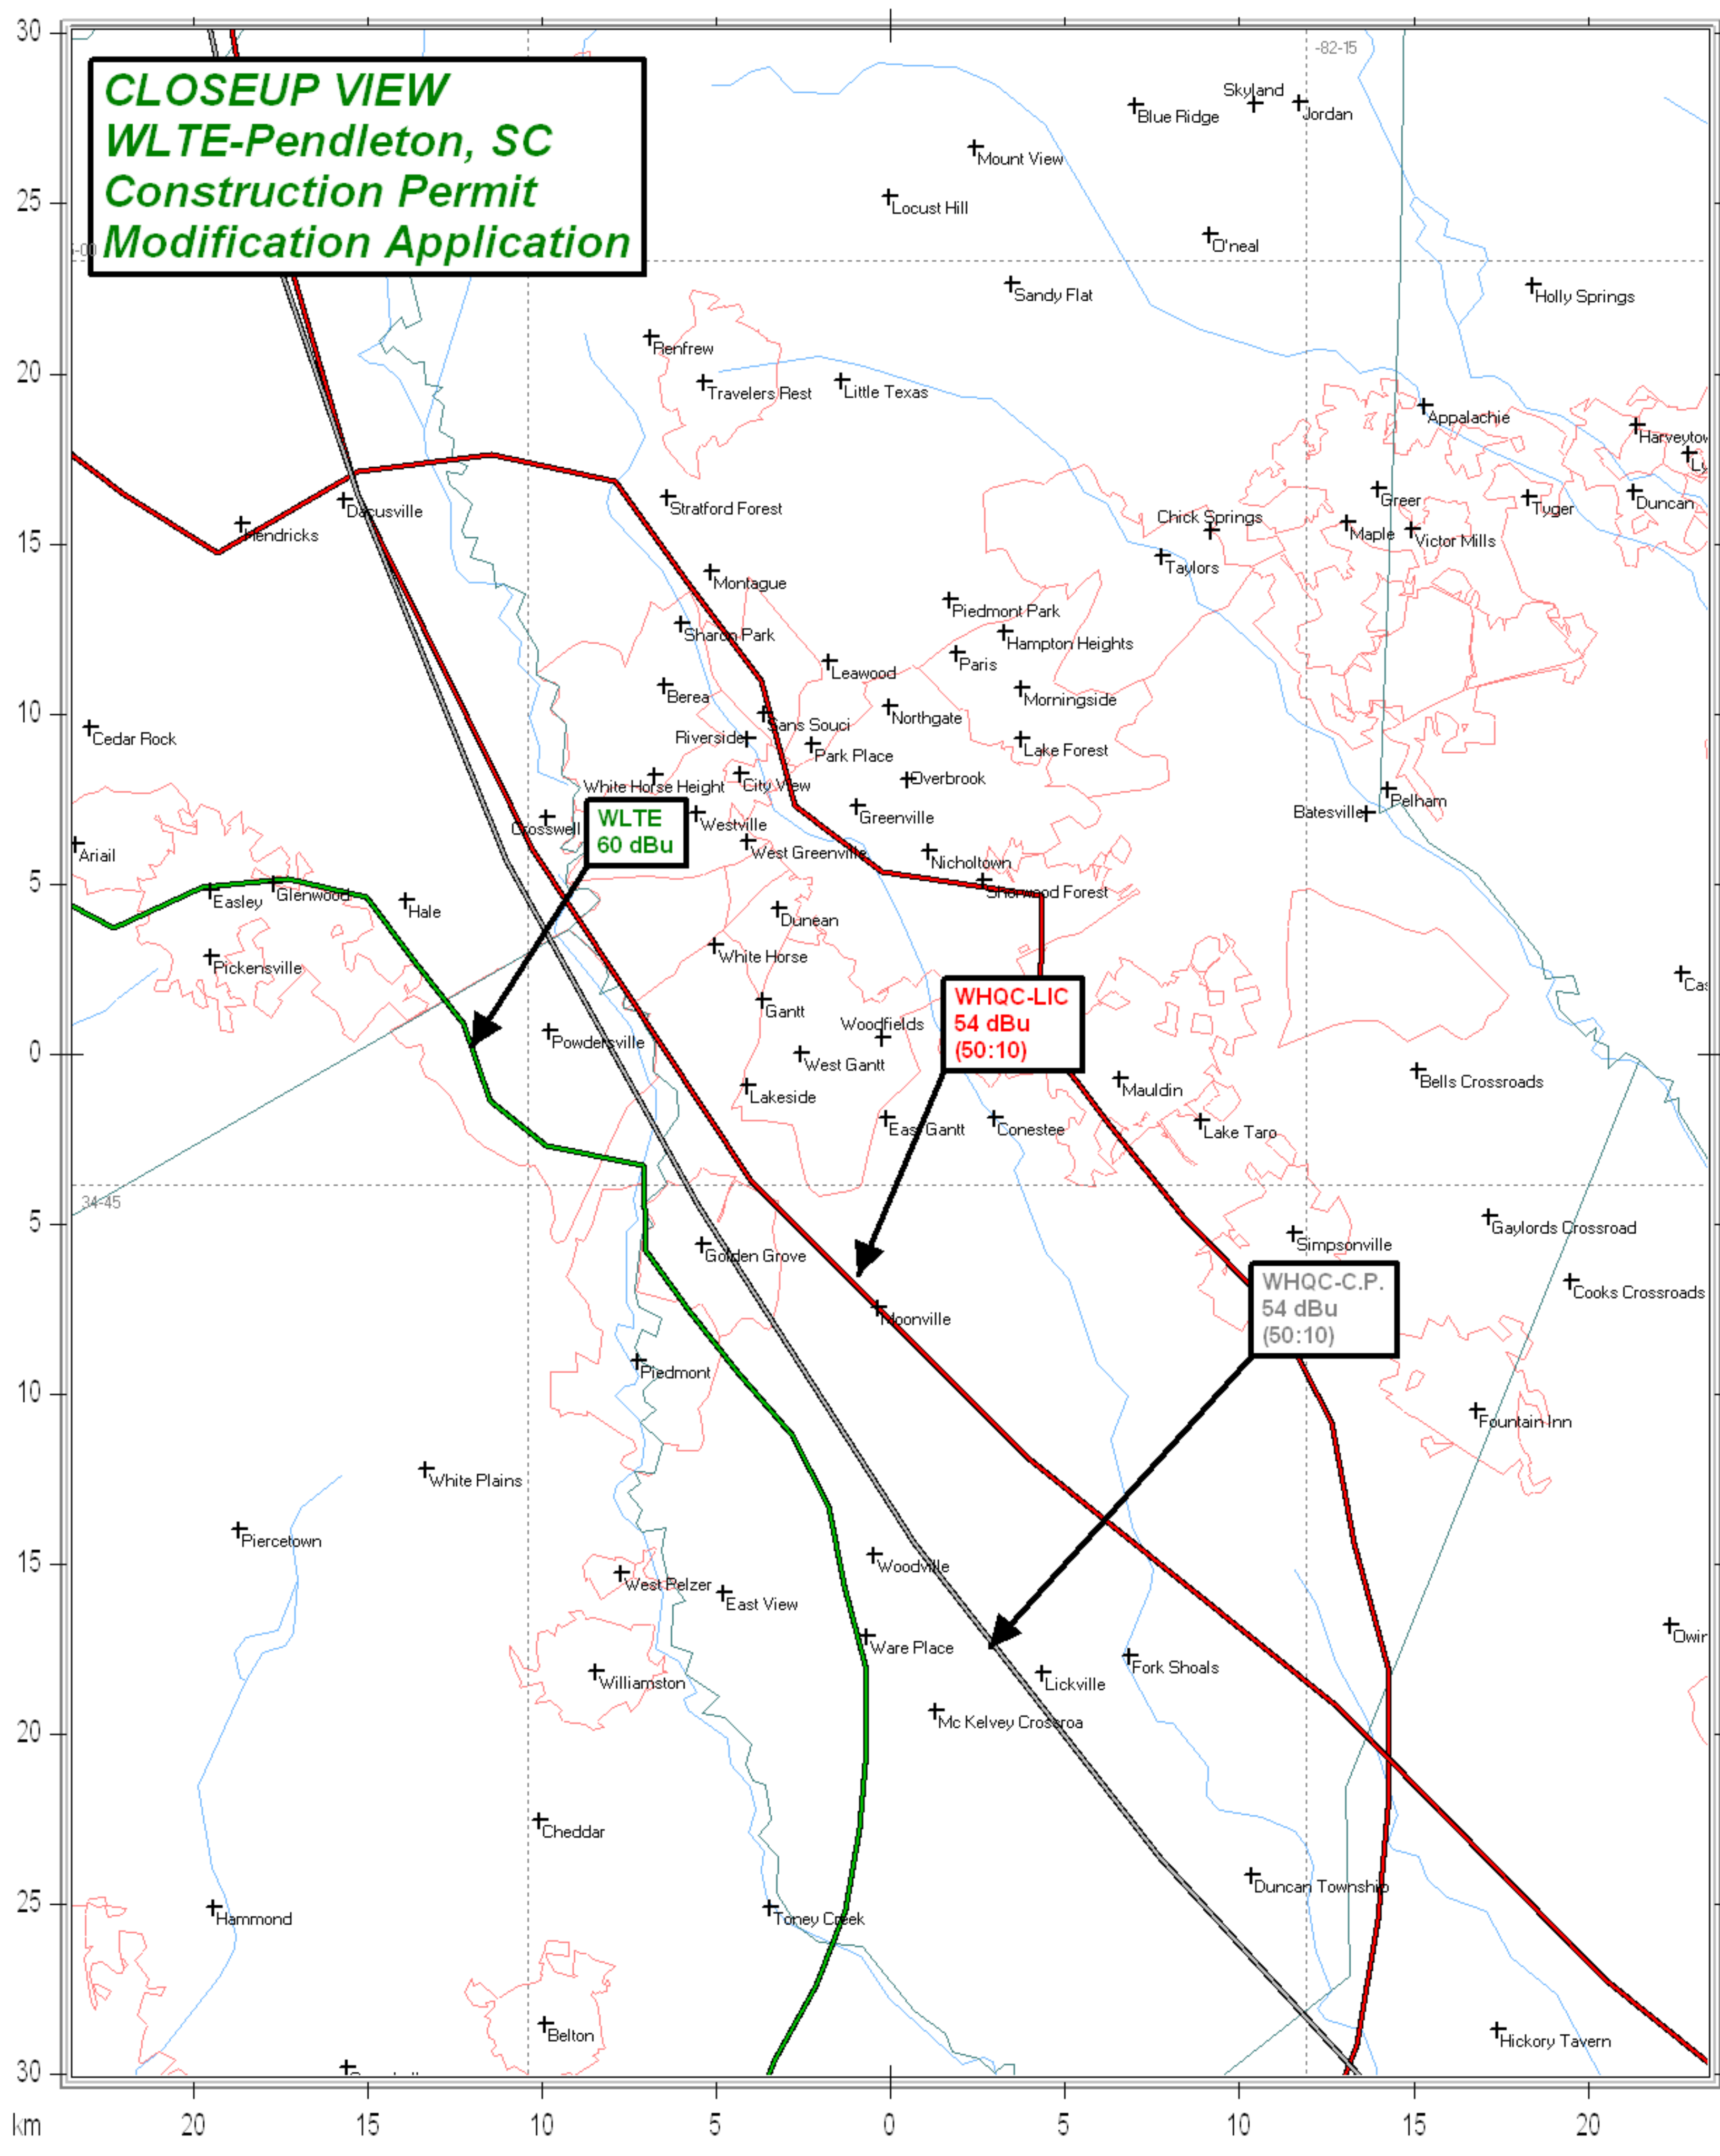 CLOSEUP VIEW
WLTE-Pendleton, SC
Construction Permit
Modification Application
-82-15
Skyland
Blue Ridge
Jordan
Mount View
Locust Hill
O'neal
Sandy Flat
Holly Springs
Renfrew
Travelers Rest
Little Texas
Appalachie
Stratford Forest
Greer
Tyger
Duncan
Dacusville
Hendricks
Chick Springs
Maple
Victor Mills
Taylors
Montague
Piedmont Park
Sharon Park
Hampton Heights
Leawood
Paris
Berea
Morningside
Northgate
Sans Souci
Cedar Rock
Riverside
Park Place
Lake Forest
White Horse Height
City View
Overbrook
Pelham
Batesville
Crosswell
Westville
Greenville
WLTE
60 dBu
West Greenville
Nicholtown
Ariail
Sherwood Forest
Easley
Glenwood
Hale
Dunean
White Horse
Pickensville
Gantt
Woodfields
WHQC-LIC
54 dBu
(50:10)
Powdersville
West Gantt
Lakeside
Mauldin
Bells Crossroads
East Gantt
Conestee
Lake Taro
34-45
Golden Grove
Simpsonville
Gaylords Crossroad
WHQC-C.P.
54 dBu
(50:10)
Cooks Crossroads
Moonville
Piedmont
Fountain Inn
White Plains
Piercetown
Woodville
West Pelzer
East View
Ware Place
Fork Shoals
Williamston
Lickville
Mc Kelvey Crossroa
Cheddar
Duncan Township
Hammond
Toney Creek
Belton
Hickory Tavern
30
25
20
15
10
5
0
5
10
15
20
25
30
km 20 15 10 5 0 5 10 15 20